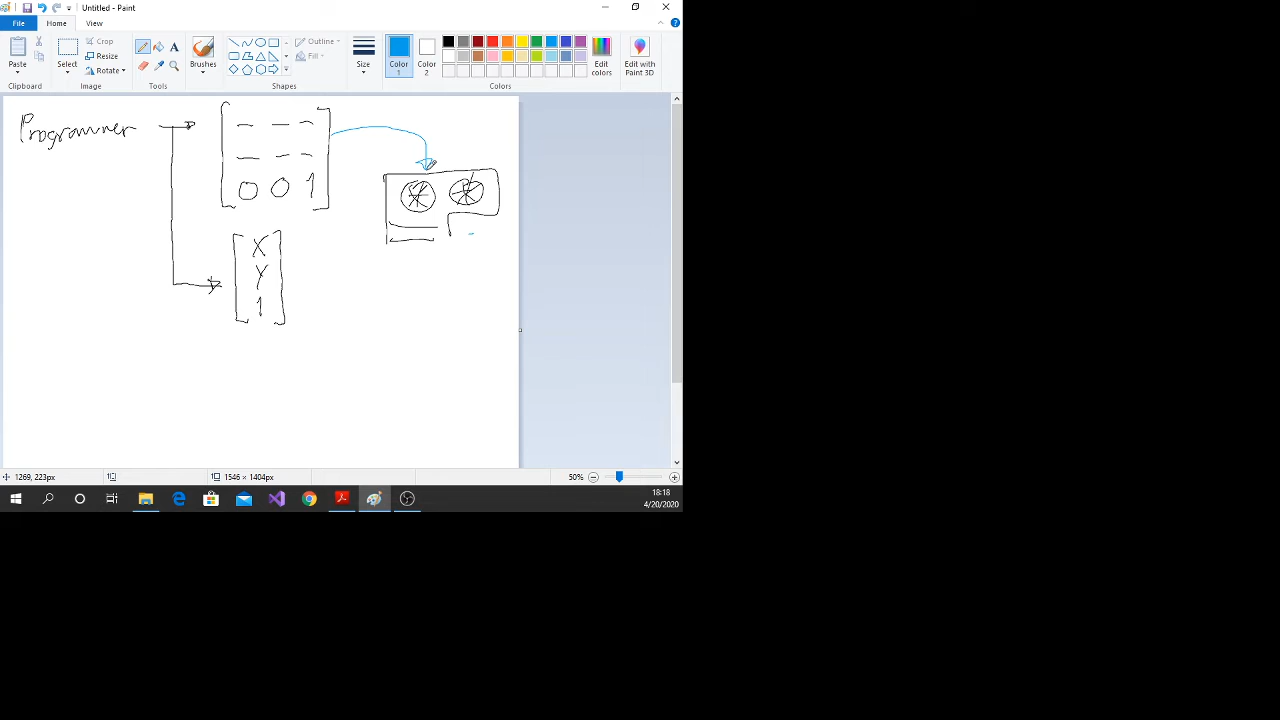 Untitled - Paint
File Home View
Paste
Clipboard
Select
Crop
Resize
Rotate
Image
A
Tools
Brushes
Outline
Fill
Shapes
Size
Color 1
Color 2
Edit colors
Edit with Paint 3D
Colors
Programmer
0 0 1
X
Y
1
1269, 223px
1546 × 1404px
50%
18:18
4/20/2020